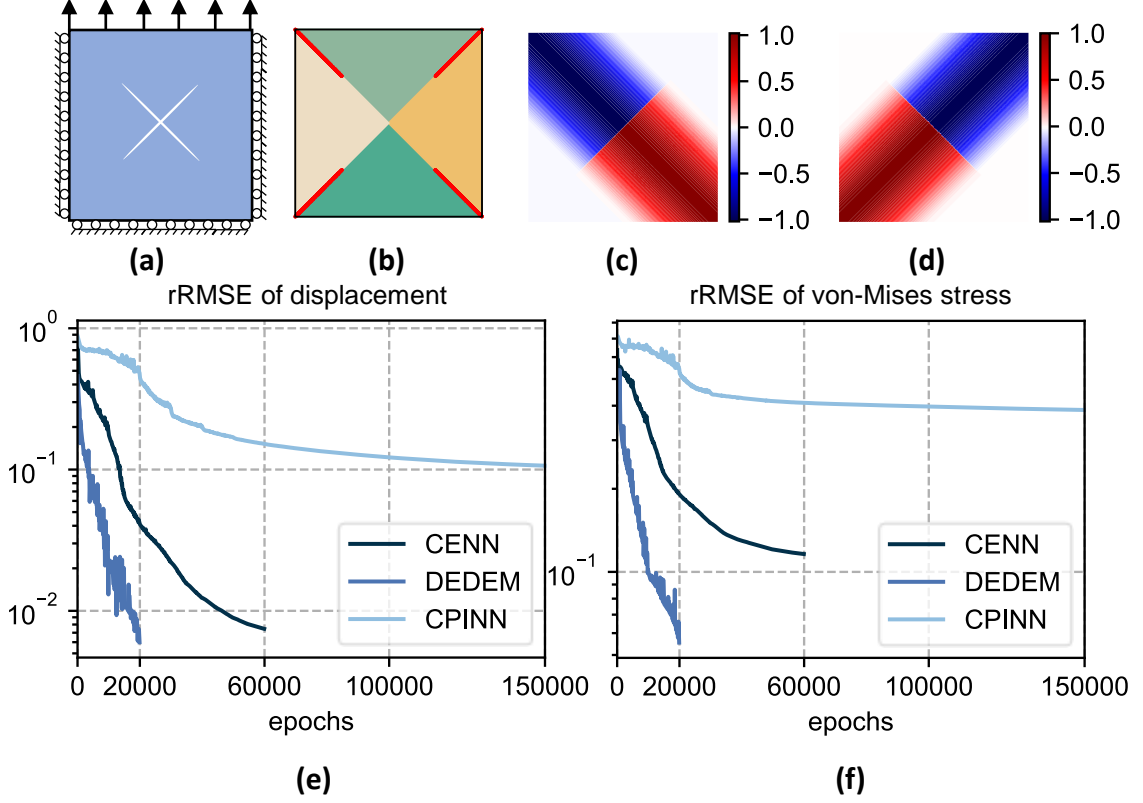 1.0
0.5
0.0
−0.5
−1.0
1.0
0.5
0.0
−0.5
−1.0
(a)
(b)
(c)
(d)
rRMSE of displacement
10⁰
10⁻¹
10⁻²
CENN
DEDEM
CPINN
0 20000 60000 100000 150000
epochs
(e)
rRMSE of von-Mises stress
10⁻¹
CENN
DEDEM
CPINN
0 20000 60000 100000 150000
epochs
(f)